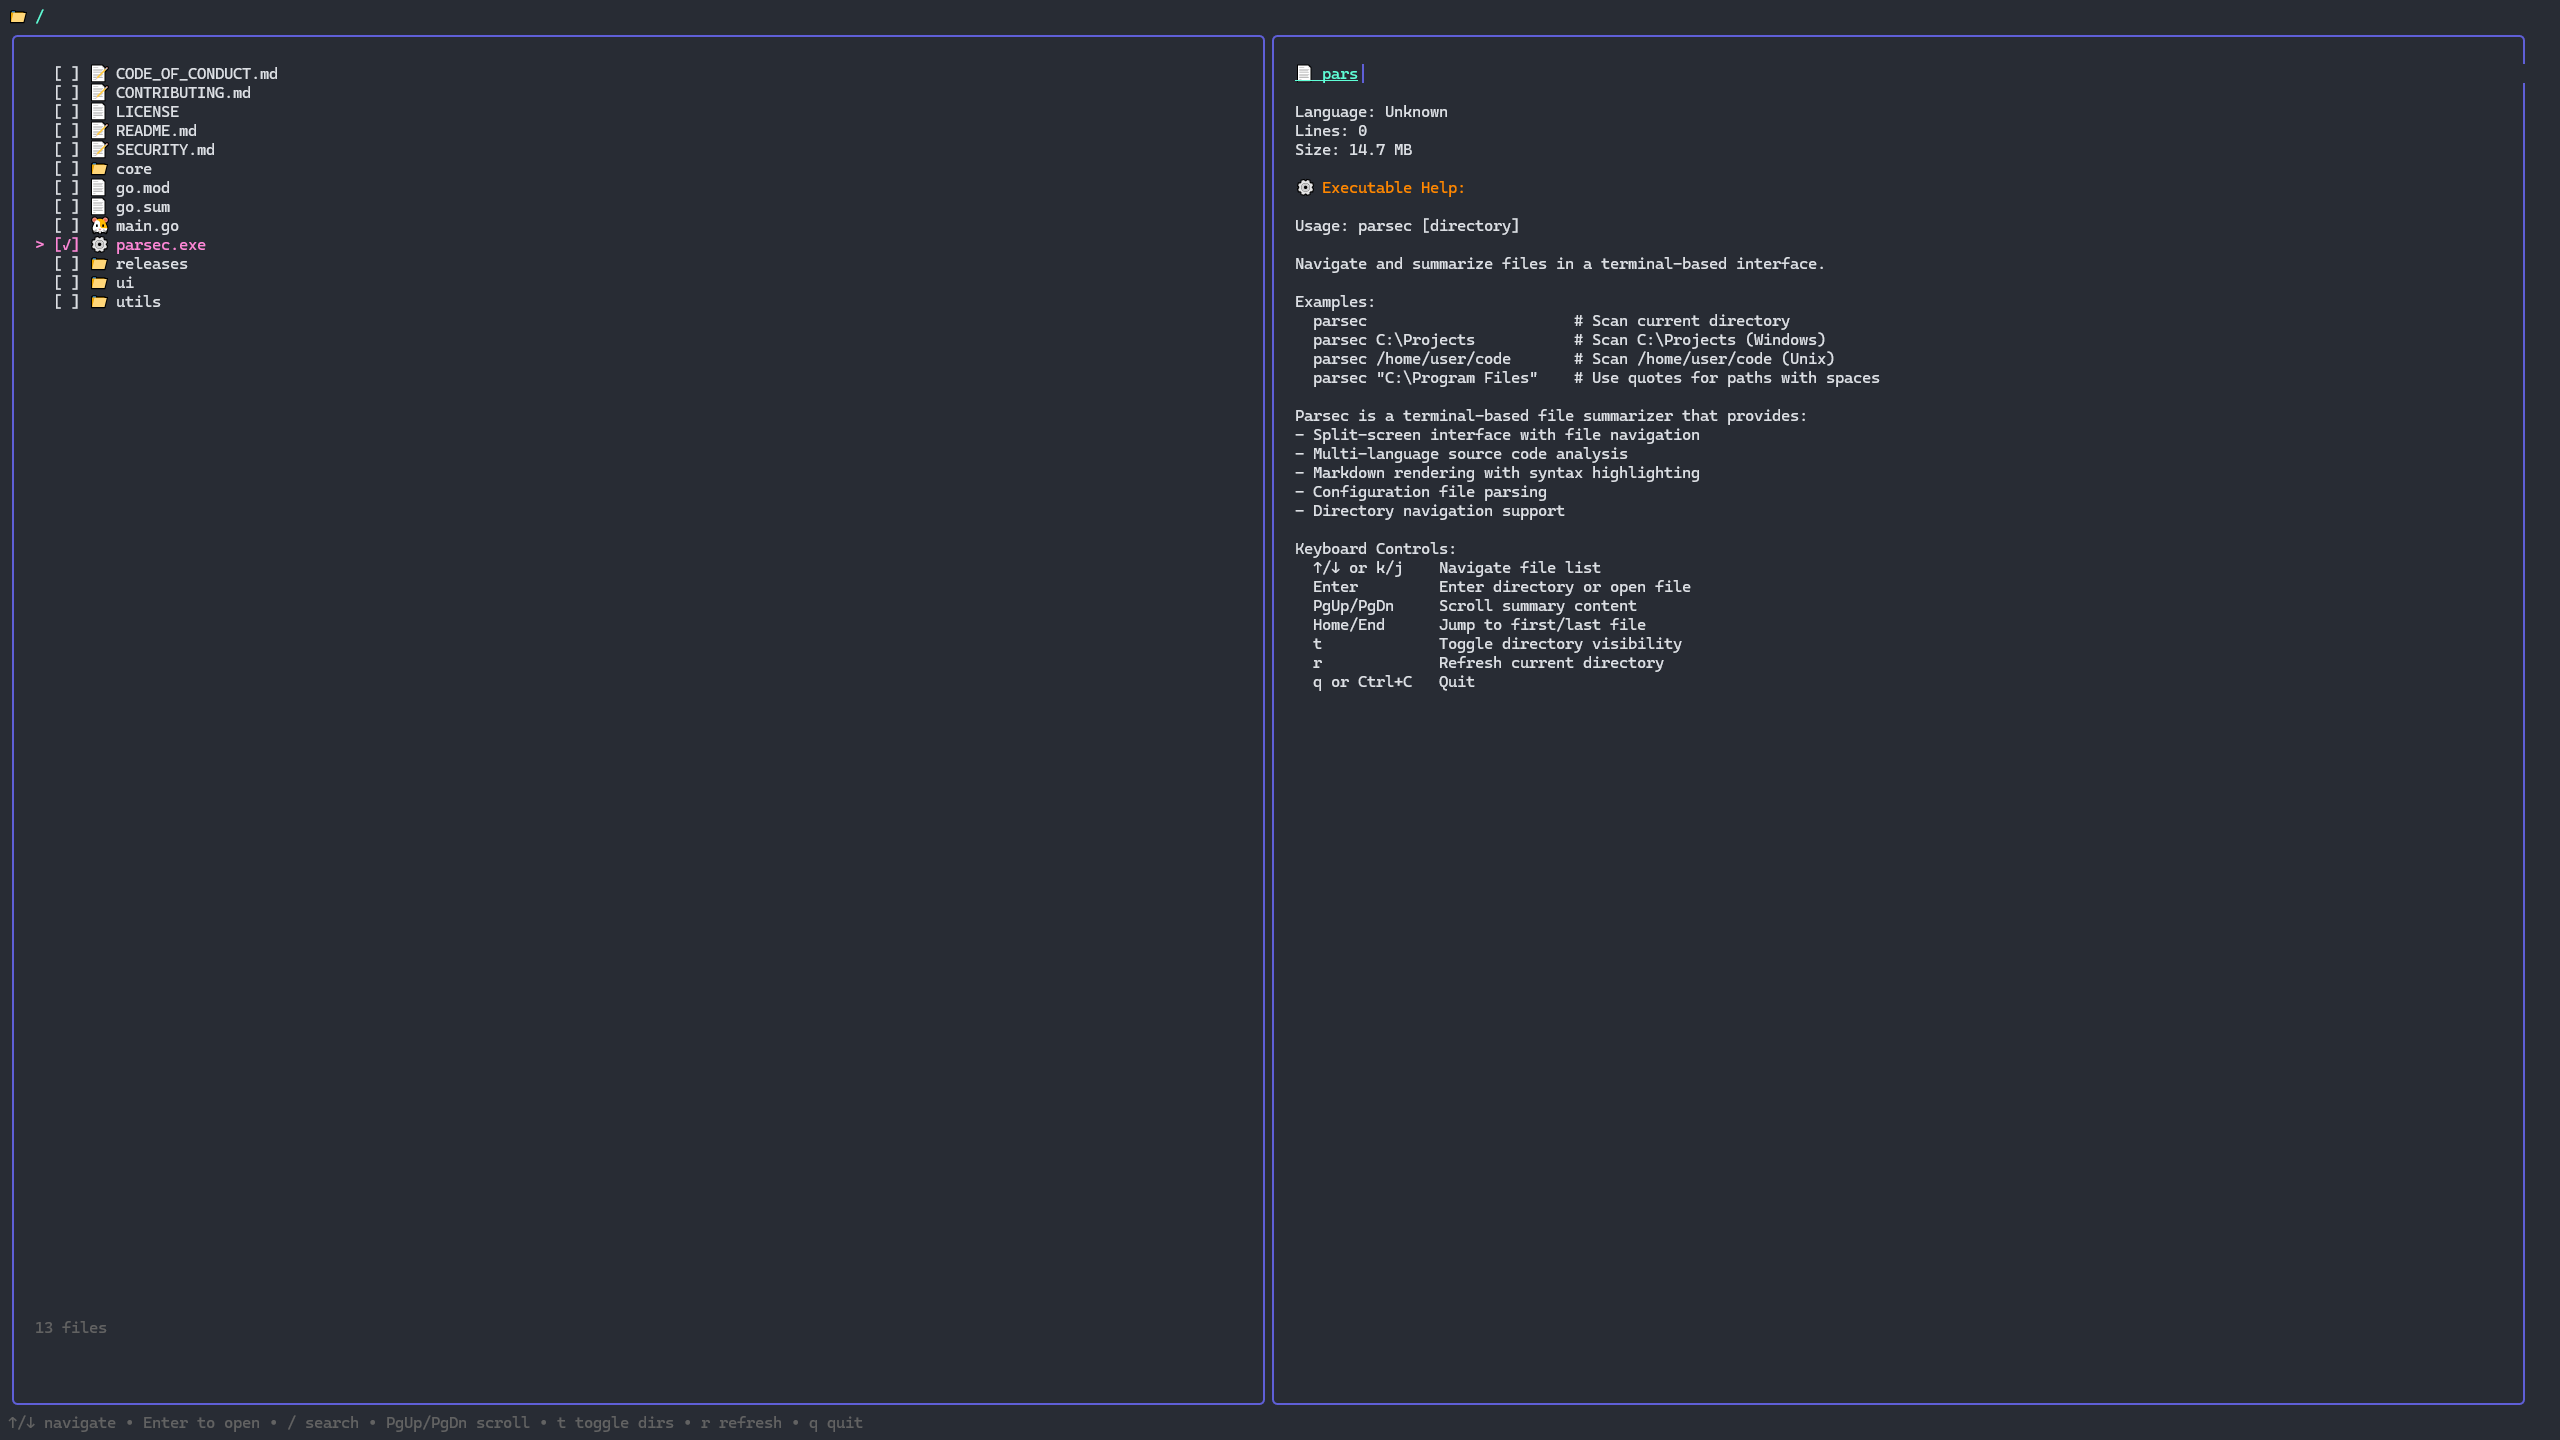 /
[ ] CODE_OF_CONDUCT.md
[ ] CONTRIBUTING.md
[ ] LICENSE
[ ] README.md
[ ] SECURITY.md
[ ] core
[ ] go.mod
[ ] go.sum
[ ] main.go
> [✓] parsec.exe
[ ] releases
[ ] ui
[ ] utils
13 files
pars
Language: Unknown
Lines: 0
Size: 14.7 MB
Executable Help:
Usage: parsec [directory]
Navigate and summarize files in a terminal-based interface.
Examples:
parsec # Scan current directory
parsec C:\Projects # Scan C:\Projects (Windows)
parsec /home/user/code # Scan /home/user/code (Unix)
parsec "C:\Program Files" # Use quotes for paths with spaces
Parsec is a terminal-based file summarizer that provides:
- Split-screen interface with file navigation
- Multi-language source code analysis
- Markdown rendering with syntax highlighting
- Configuration file parsing
- Directory navigation support
Keyboard Controls:
↑/↓ or k/j Navigate file list
Enter Enter directory or open file
PgUp/PgDn Scroll summary content
Home/End Jump to first/last file
t Toggle directory visibility
r Refresh current directory
q or Ctrl+C Quit
↑/↓ navigate • Enter to open • / search • PgUp/PgDn scroll • t toggle dirs • r refresh • q quit